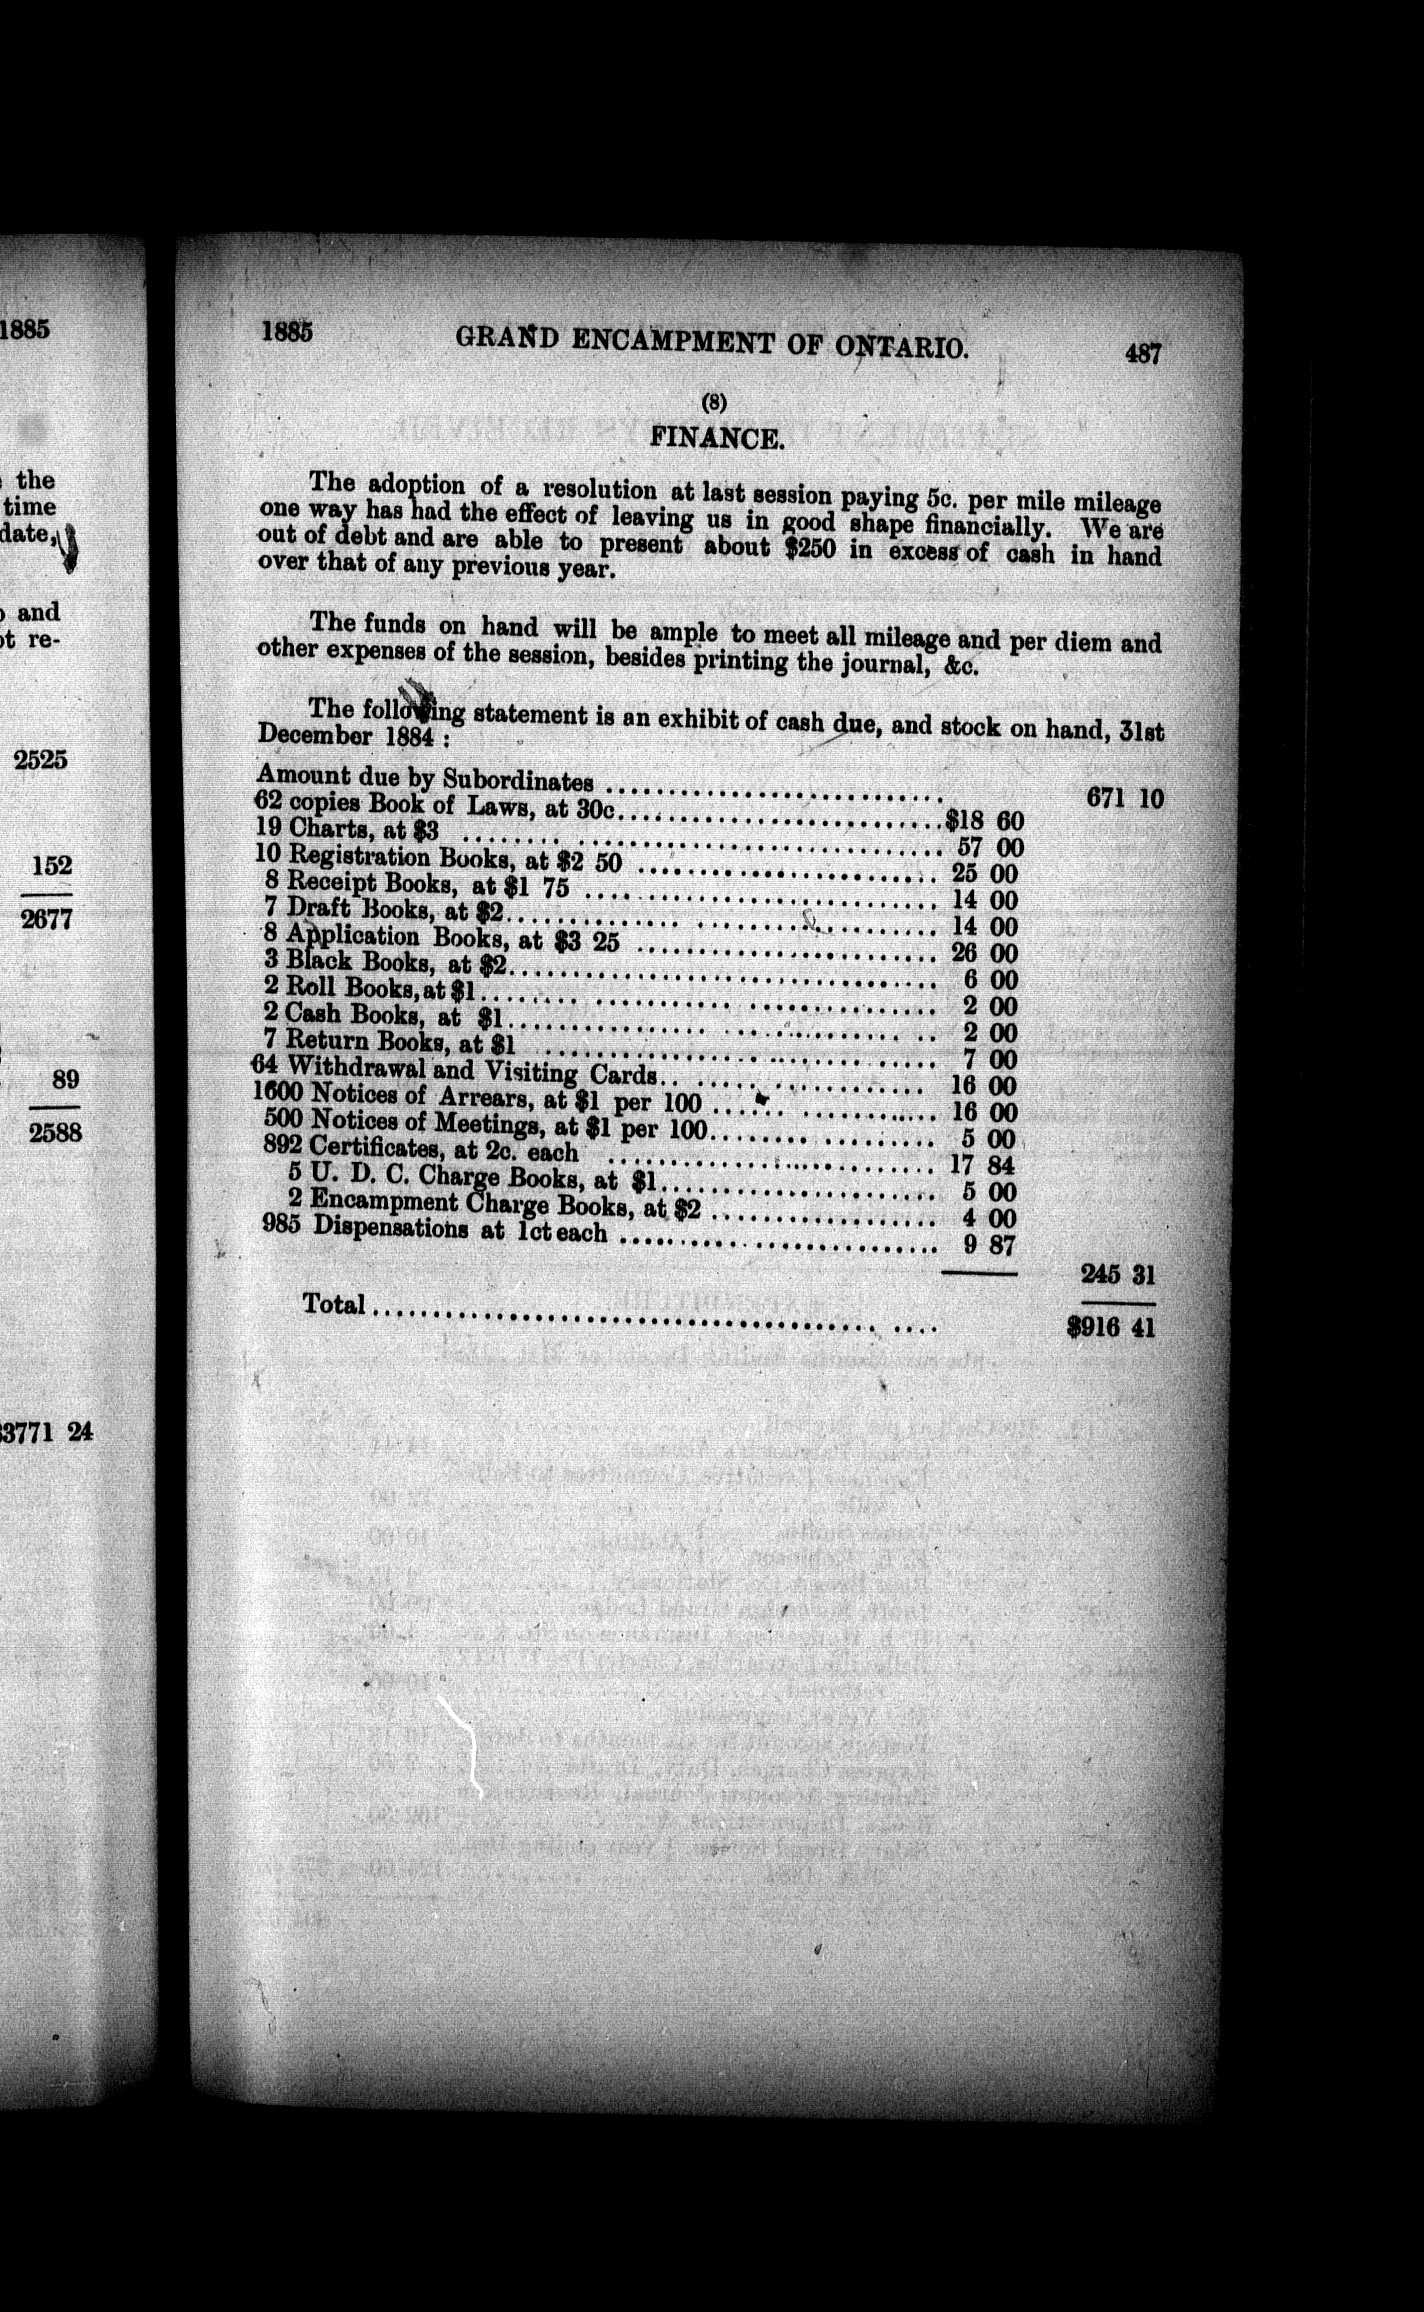 1885
the
time
date,
and
re-
2525
152
2677
89
2588
3771 24
1885 GRAND ENCAMPMENT OF ONTARIO. 487
(8)
FINANCE.
The adoption of a resolution at last session paying 5c. per mile mileage
one way has had the effect of leaving us in good shape financially. We are
out of debt and are able to present about $250 in excess of cash in hand
over that of any previous year.
The funds on hand will be ample to meet all mileage and per diem and
other expenses of the session, besides printing the journal, &c.
The following statement is an exhibit of cash due, and stock on hand, 31st
December 1884 :
Amount due by Subordinates ........................... 671 10
62 copies Book of Laws, at 30c...........................$18 60
19 Charts, at $3 ........ .............................. 57 00
10 Registration Books, at $2 50 ......................... 25 00
8 Receipt Books, at $1 75 .............................. 14 00
7 Draft Books, at $2.............. .................... 14 00
8 Application Books, at $3 25 ......................... 26 00
3 Black Books, at $2.................................... 6 00
2 Roll Books, at $1........ ........... ................ 2 00
2 Cash Books, at $1................ ........... .. 2 00
7 Return Books, at $1 ................................ 7 00
64 Withdrawal and Visiting Cards.. ................... 16 00
1600 Notices of Arrears, at $1 per 100 ...... ........... 16 00
500 Notices of Meetings, at $1 per 100........ ......... 5 00
892 Certificates, at 2c. each ........................... 17 84
5 U. D. C. Charge Books, at $1....................... 5 00
2 Encampment Charge Books, at $2 ................... 4 00
985 Dispensations at 1ct each .......................... 9 87
245 31
Total ......................................... .... $916 41